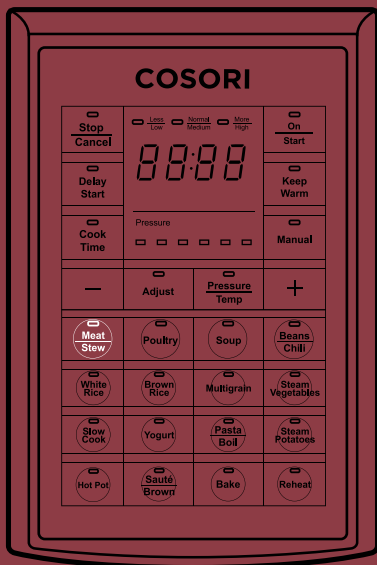 COSORI
Less Normal More
Low Medium High
Stop
Cancel
88:88
On
Start
Delay
Start
Keep
Warm
Cook
Time
Pressure
Manual
−
Adjust
Pressure
Temp
+
Meat
Stew
Poultry
Soup
Beans
Chili
White
Rice
Brown
Rice
Multigrain
Steam
Vegetables
Slow
Cook
Yogurt
Pasta
Boil
Steam
Potatoes
Hot Pot
Sauté
Brown
Bake
Reheat